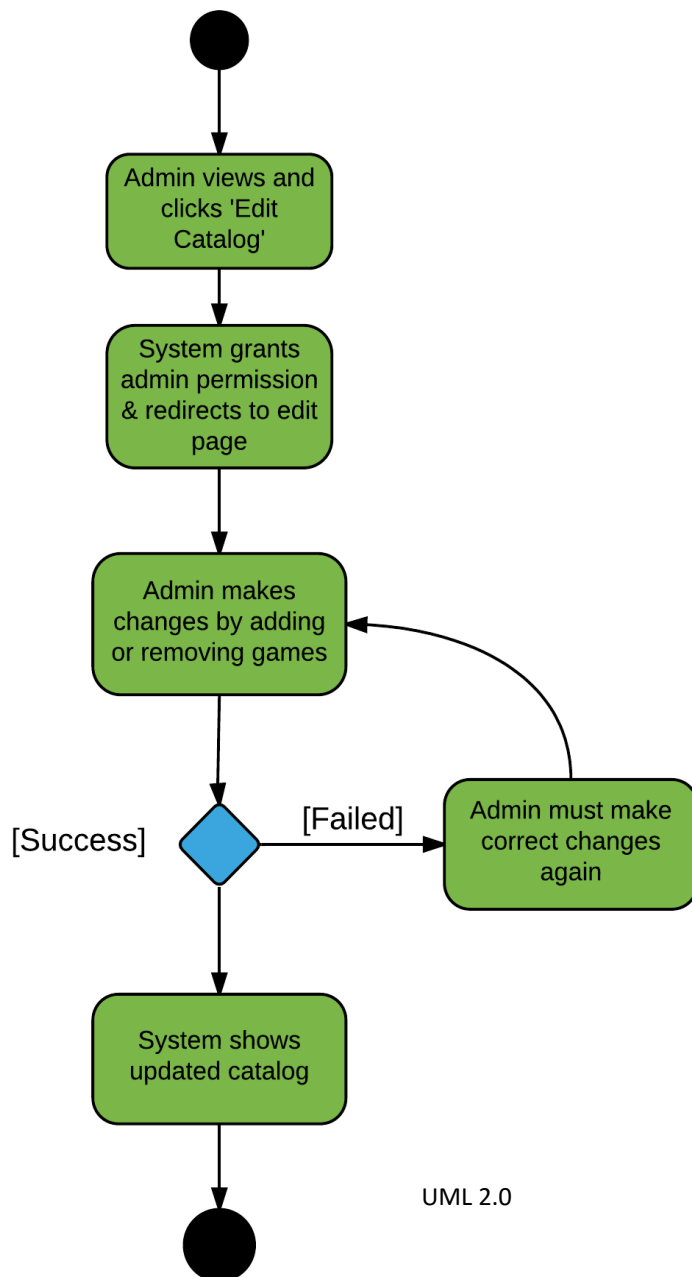 Admin views and
clicks 'Edit
Catalog'
System grants
admin permission
& redirects to edit
page
Admin makes
changes by adding
or removing games
[Success]
[Failed]
Admin must make
correct changes
again
System shows
updated catalog
UML 2.0